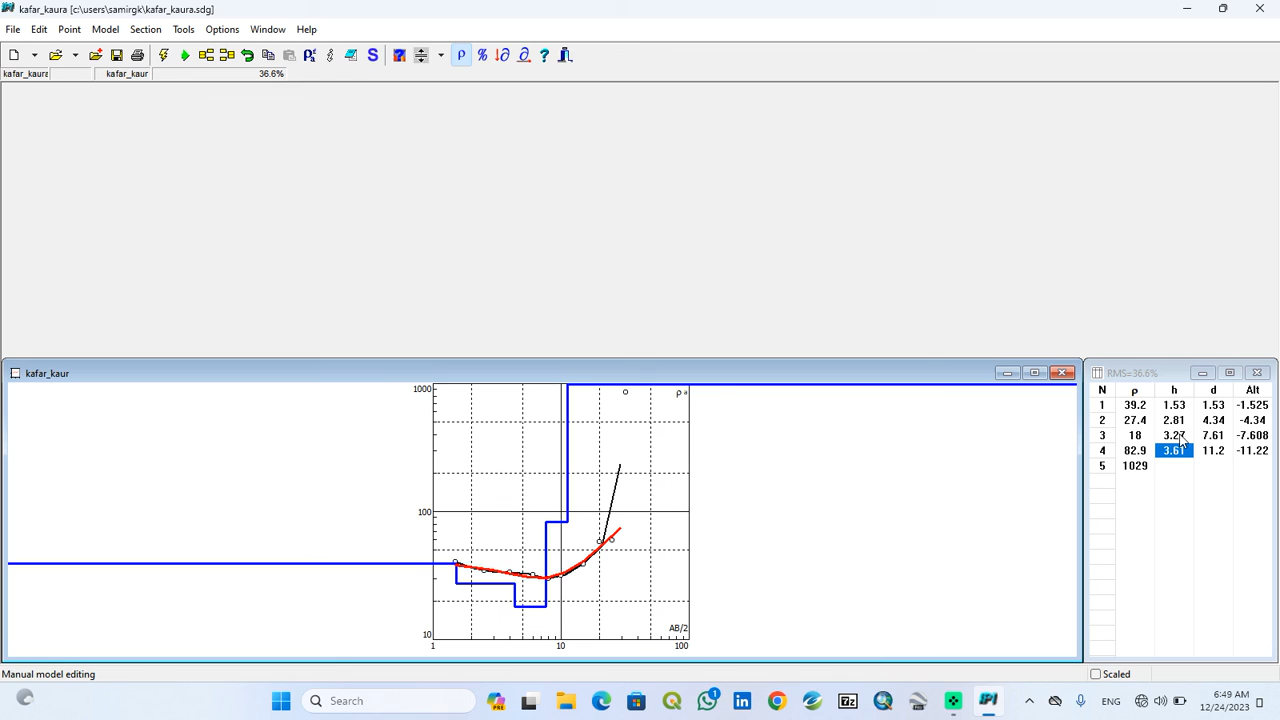 kafar_kaura [c:\users\samirgk\kafar_kaura.sdg]
File Edit Point Model Section Tools Options Window Help
kafar_kaura kafar_kaur 36.6%
kafar_kaur
RMS=36.6%
N ρ h d Alt
1 39.2 1.53 1.53 -1.525
2 27.4 2.81 4.34 -4.34
3 18 3.27 7.61 -7.608
4 82.9 3.61 11.2 -11.22
5 1029
1000
ρ a
100
10
AB/2
1 10 100
Manual model editing
Scaled
Search
PRE
1
ENG
6:49 AM
12/24/2023